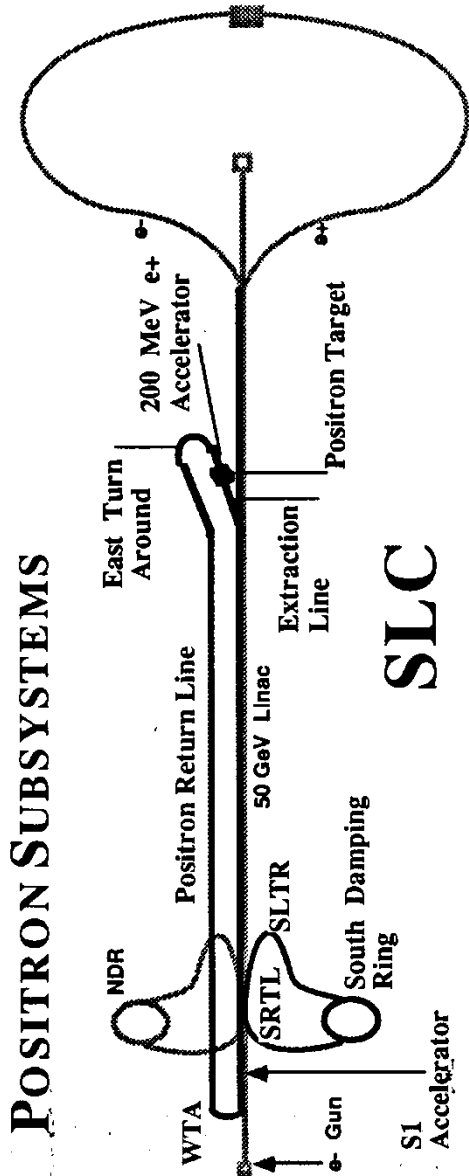 POSITRON SUBSYSTEMS
East Turn
Around
200 MeV e+
Accelerator
e-
NDR
WTA
Positron Return Line
50 GeV Linac
SRTL
SLTR
Extraction
Line
Positron Target
e+
South Damping
Ring
e- Gun
S1
Accelerator
SLC